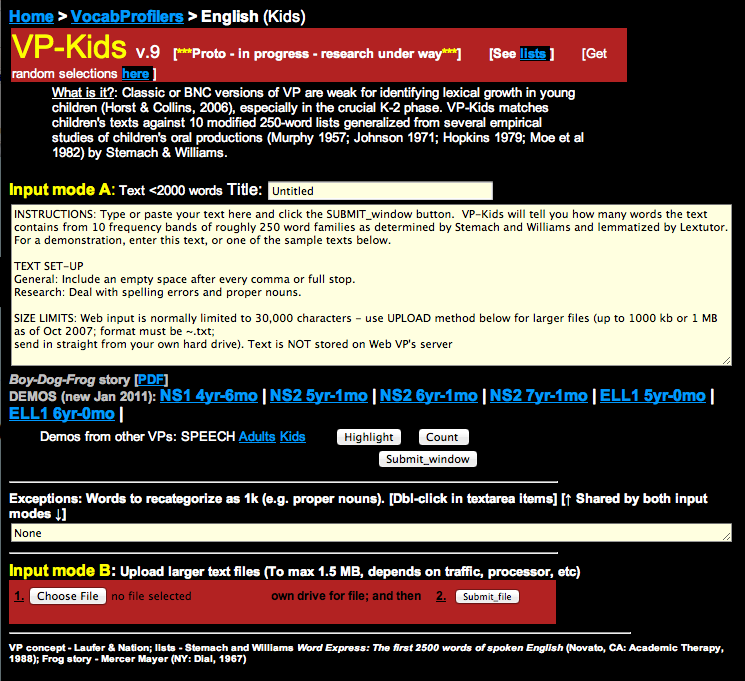 Home > VocabProfilers > English (Kids)
VP-Kids v.9 [***Proto - in progress - research under way***] [See lists ] [Get
random selections here ]
What is it?: Classic or BNC versions of VP are weak for identifying lexical growth in young
children (Horst & Collins, 2006), especially in the crucial K-2 phase. VP-Kids matches
children's texts against 10 modified 250-word lists generalized from several empirical
studies of children's oral productions (Murphy 1957; Johnson 1971; Hopkins 1979; Moe et al
1982) by Stemach & Williams.
Input mode A: Text <2000 words Title: Untitled
INSTRUCTIONS: Type or paste your text here and click the SUBMIT_window button. VP-Kids will tell you how many words the text
contains from 10 frequency bands of roughly 250 word families as determined by Stemach and Williams and lemmatized by Lextutor.
For a demonstration, enter this text, or one of the sample texts below.
TEXT SET-UP
General: Include an empty space after every comma or full stop.
Research: Deal with spelling errors and proper nouns.
SIZE LIMITS: Web input is normally limited to 30,000 characters - use UPLOAD method below for larger files (up to 1000 kb or 1 MB
as of Oct 2007; format must be ~.txt;
send in straight from your own hard drive). Text is NOT stored on Web VP's server
Boy-Dog-Frog story [PDF]
DEMOS (new Jan 2011): NS1 4yr-6mo | NS2 5yr-1mo | NS2 6yr-1mo | NS2 7yr-1mo | ELL1 5yr-0mo |
ELL1 6yr-0mo |
Demos from other VPs: SPEECH Adults Kids Highlight Count
Submit_window
Exceptions: Words to recategorize as 1k (e.g. proper nouns). [Dbl-click in textarea items] [↑ Shared by both input
modes ↓]
None
Input mode B: Upload larger text files (To max 1.5 MB, depends on traffic, processor, etc)
1. Choose File no file selected own drive for file; and then 2. Submit_file
VP concept - Laufer & Nation; lists - Stemach and Williams Word Express: The first 2500 words of spoken English (Novato, CA: Academic Therapy,
1988); Frog story - Mercer Mayer (NY: Dial, 1967)